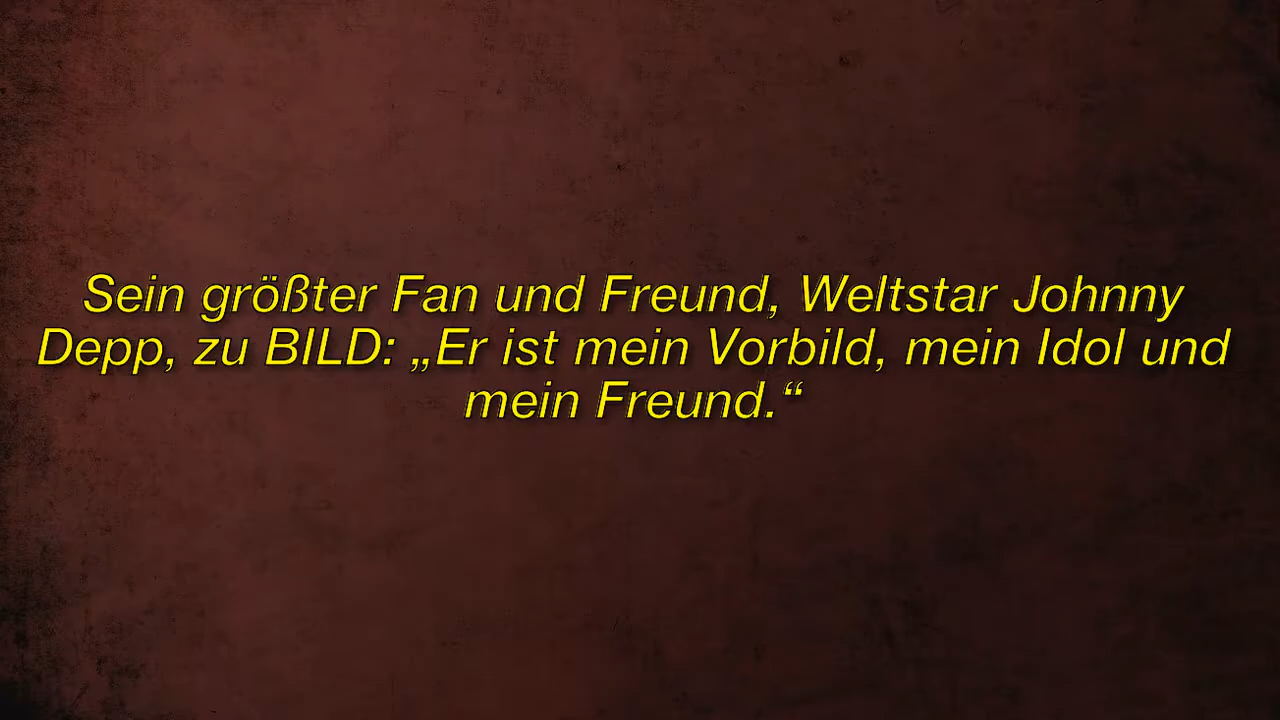 Sein größter Fan und Freund, Weltstar Johnny
Depp, zu BILD: „Er ist mein Vorbild, mein Idol und
mein Freund.“